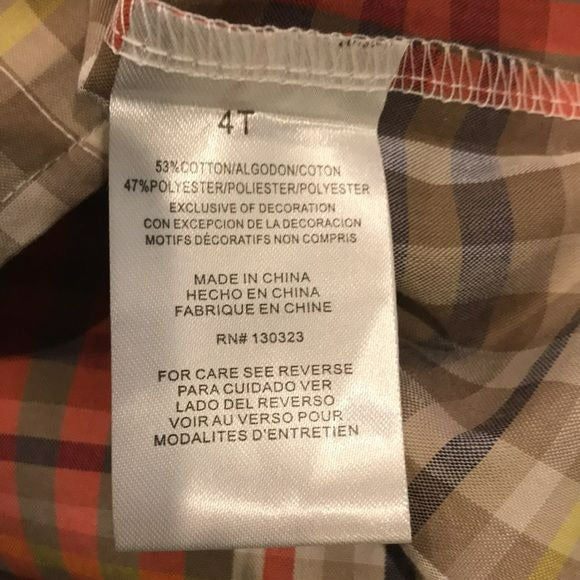 4T
53%COTTON/ALGODON/COTON
47%POLYESTER/POLIESTER/POLYESTER
EXCLUSIVE OF DECORATION
CON EXCEPCION DE LA DECORACION
MOTIFS DÉCORATIFS NON COMPRIS
MADE IN CHINA
HECHO EN CHINA
FABRIQUE EN CHINE
RN# 130323
FOR CARE SEE REVERSE
PARA CUIDADO VER
LADO DEL REVERSO
VOIR AU VERSO POUR
MODALITES D'ENTRETIEN